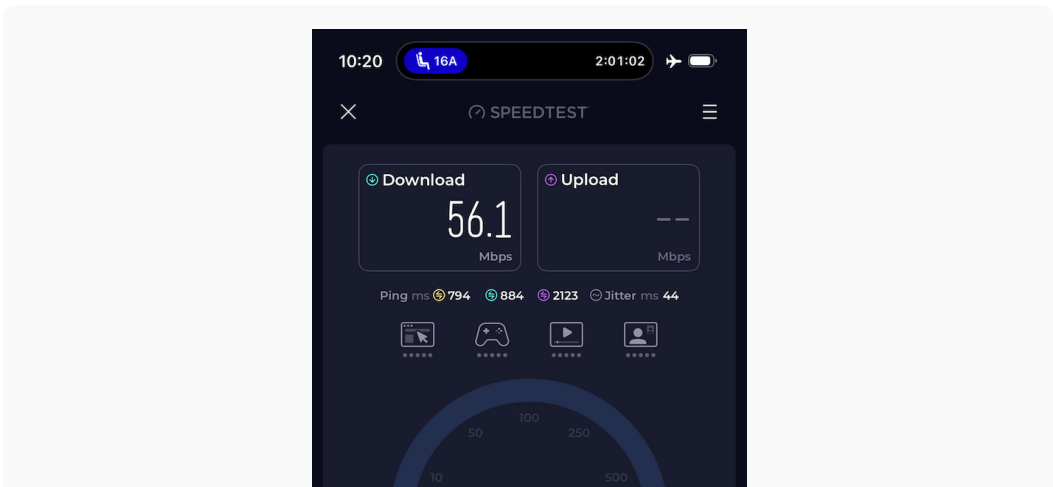 10:20 16A 2:01:02
SPEEDTEST
Download
56.1
Mbps
Upload
--
Mbps
Ping ms 794 884 2123 Jitter ms 44
100
50 250
10 500